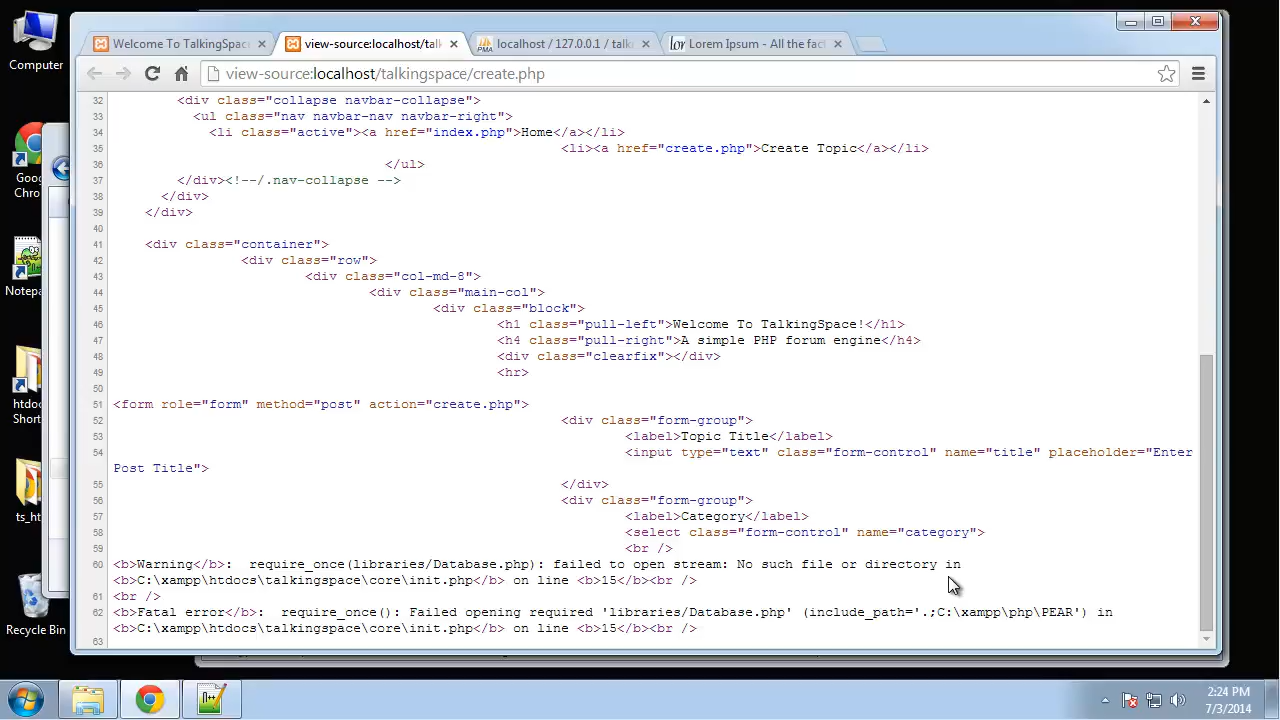 Computer
Goo
Chro
Notepa
htdoc
Short
ts_ht
Recycle Bin
Welcome To TalkingSpac
view-source:localhost/talk
localhost / 127.0.0.1 / talk
Lorem Ipsum - All the fact
view-source:localhost/talkingspace/create.php
32 <div class="collapse navbar-collapse">
33 <ul class="nav navbar-nav navbar-right">
34 <li class="active"><a href="index.php">Home</a></li>
35 <li><a href="create.php">Create Topic</a></li>
36 </ul>
37 </div><!--/.nav-collapse -->
38 </div>
39 </div>
40
41 <div class="container">
42 <div class="row">
43 <div class="col-md-8">
44 <div class="main-col">
45 <div class="block">
46 <h1 class="pull-left">Welcome To TalkingSpace!</h1>
47 <h4 class="pull-right">A simple PHP forum engine</h4>
48 <div class="clearfix"></div>
49 <hr>
50
51 <form role="form" method="post" action="create.php">
52 <div class="form-group">
53 <label>Topic Title</label>
54 <input type="text" class="form-control" name="title" placeholder="Enter
Post Title">
55 </div>
56 <div class="form-group">
57 <label>Category</label>
58 <select class="form-control" name="category">
59 <br />
60 <b>Warning</b>:  require_once(libraries/Database.php): failed to open stream: No such file or directory in
<b>C:\xampp\htdocs\talkingspace\core\init.php</b> on line <b>15</b><br />
61 <br />
62 <b>Fatal error</b>:  require_once(): Failed opening required 'libraries/Database.php' (include_path='.;C:\xampp\php\PEAR') in
<b>C:\xampp\htdocs\talkingspace\core\init.php</b> on line <b>15</b><br />
63
2:24 PM
7/3/2014